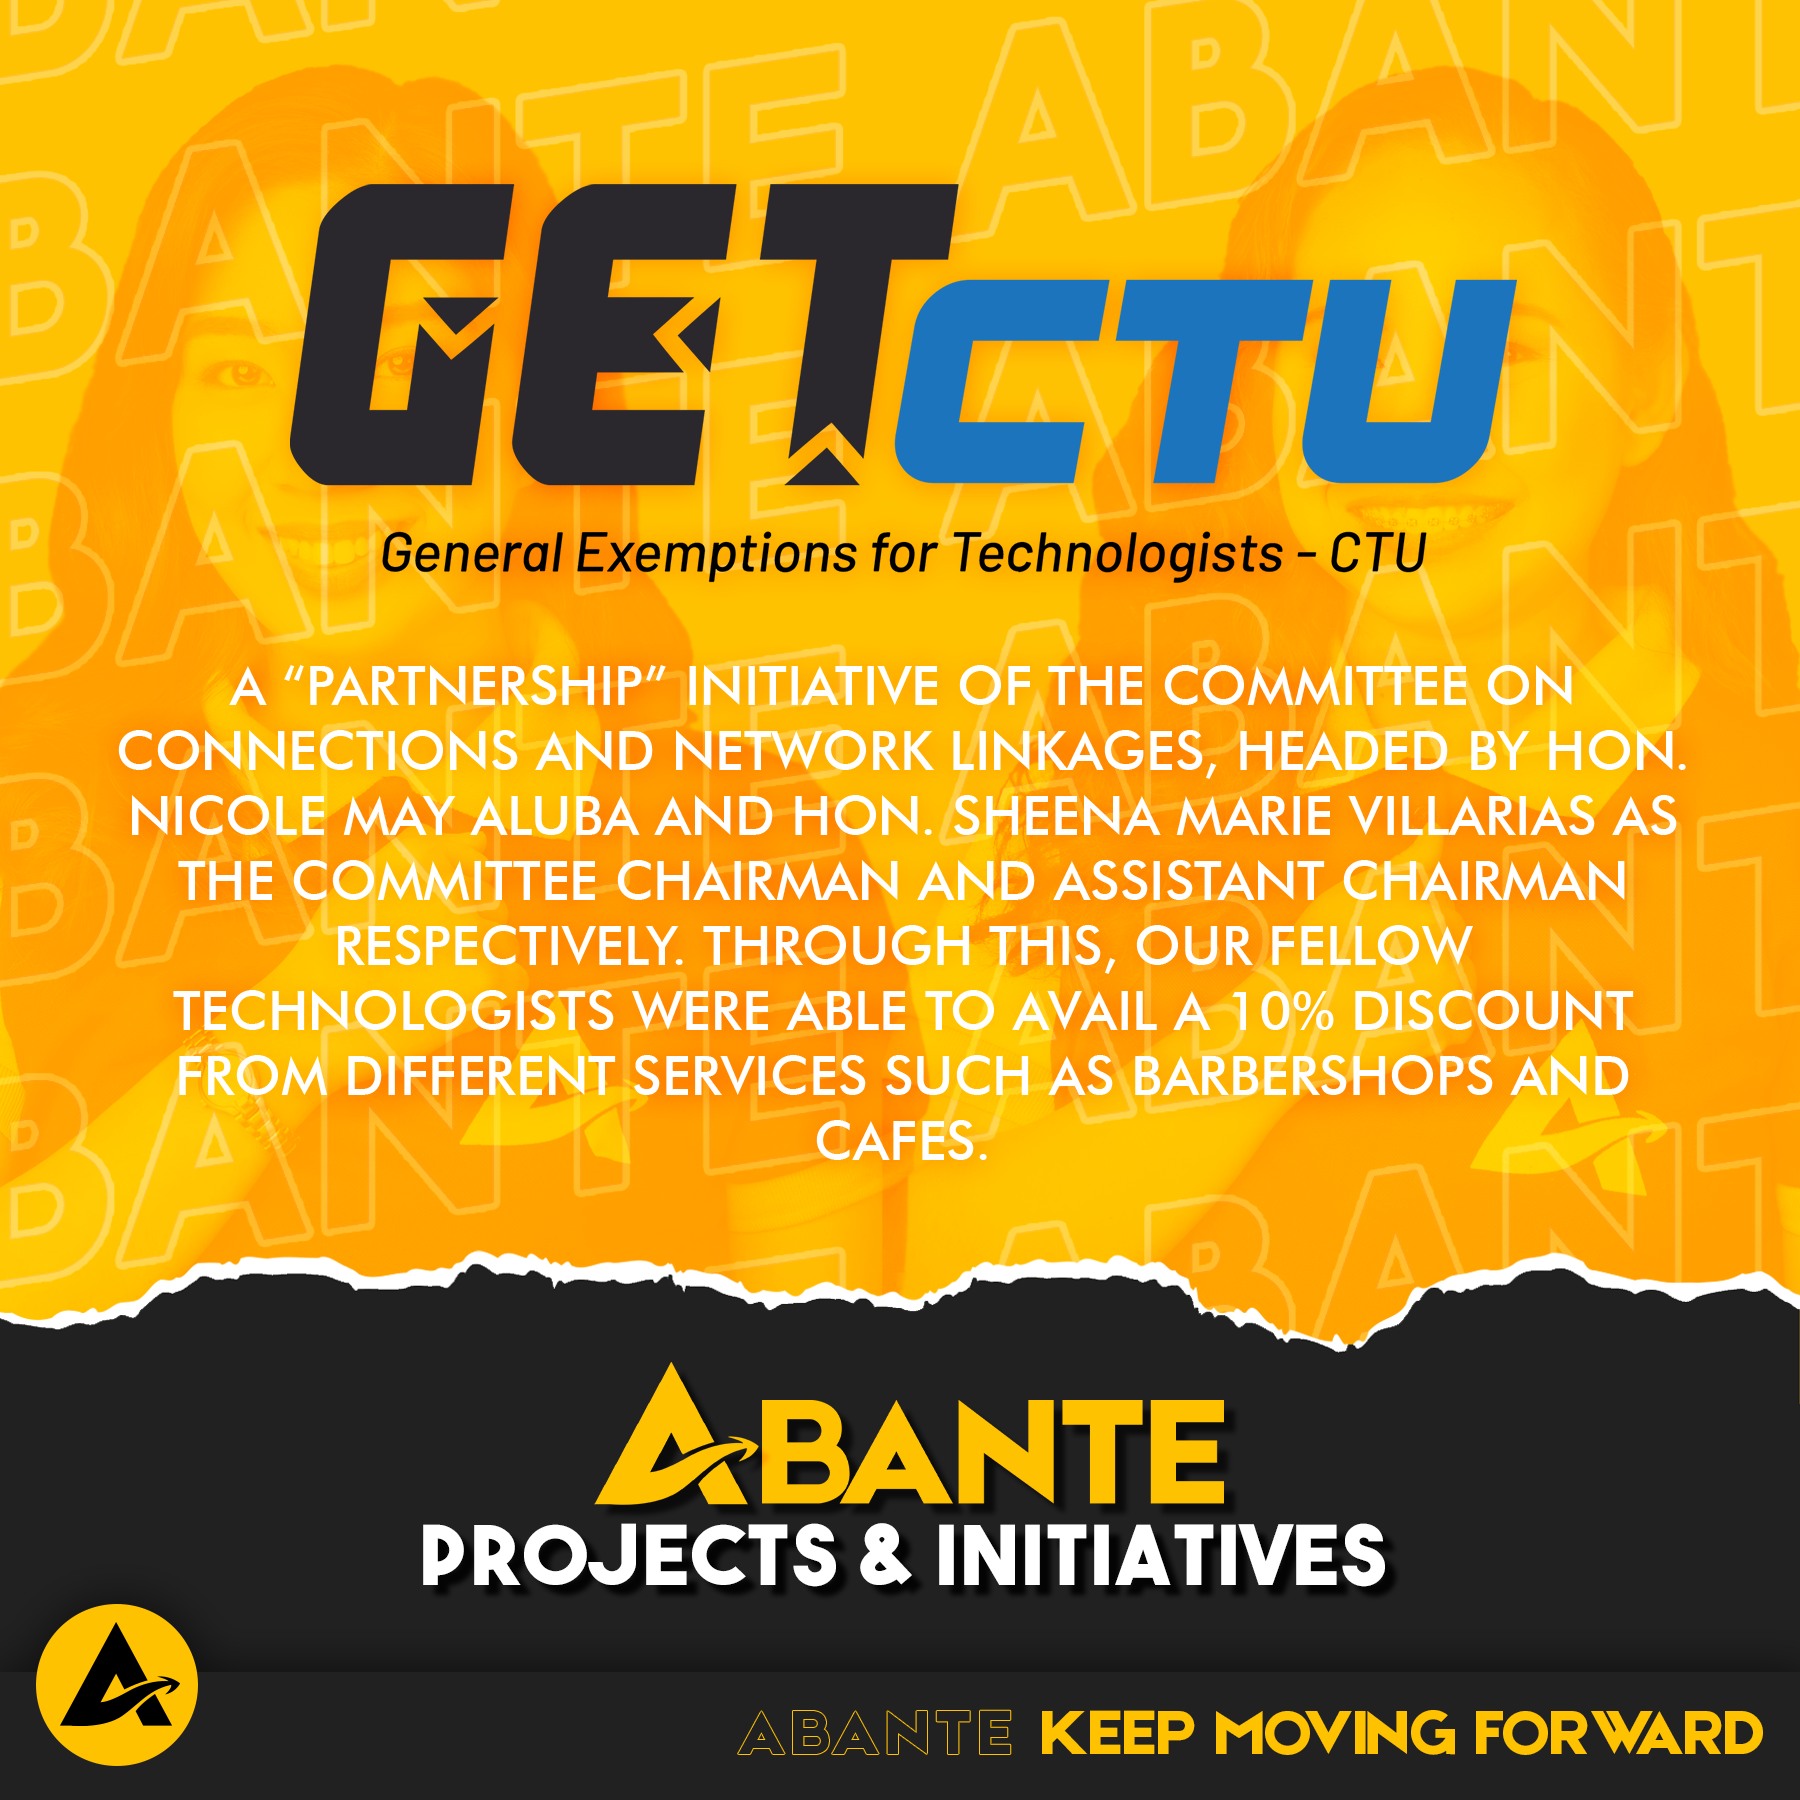 GET CTU
General Exemptions for Technologists - CTU
A “PARTNERSHIP” INITIATIVE OF THE COMMITTEE ON
CONNECTIONS AND NETWORK LINKAGES, HEADED BY HON.
NICOLE MAY ALUBA AND HON. SHEENA MARIE VILLARIAS AS
THE COMMITTEE CHAIRMAN AND ASSISTANT CHAIRMAN
RESPECTIVELY. THROUGH THIS, OUR FELLOW
TECHNOLOGISTS WERE ABLE TO AVAIL A 10% DISCOUNT
FROM DIFFERENT SERVICES SUCH AS BARBERSHOPS AND
CAFES.
ABANTE
PROJECTS & INITIATIVES
ABANTE KEEP MOVING FORWARD